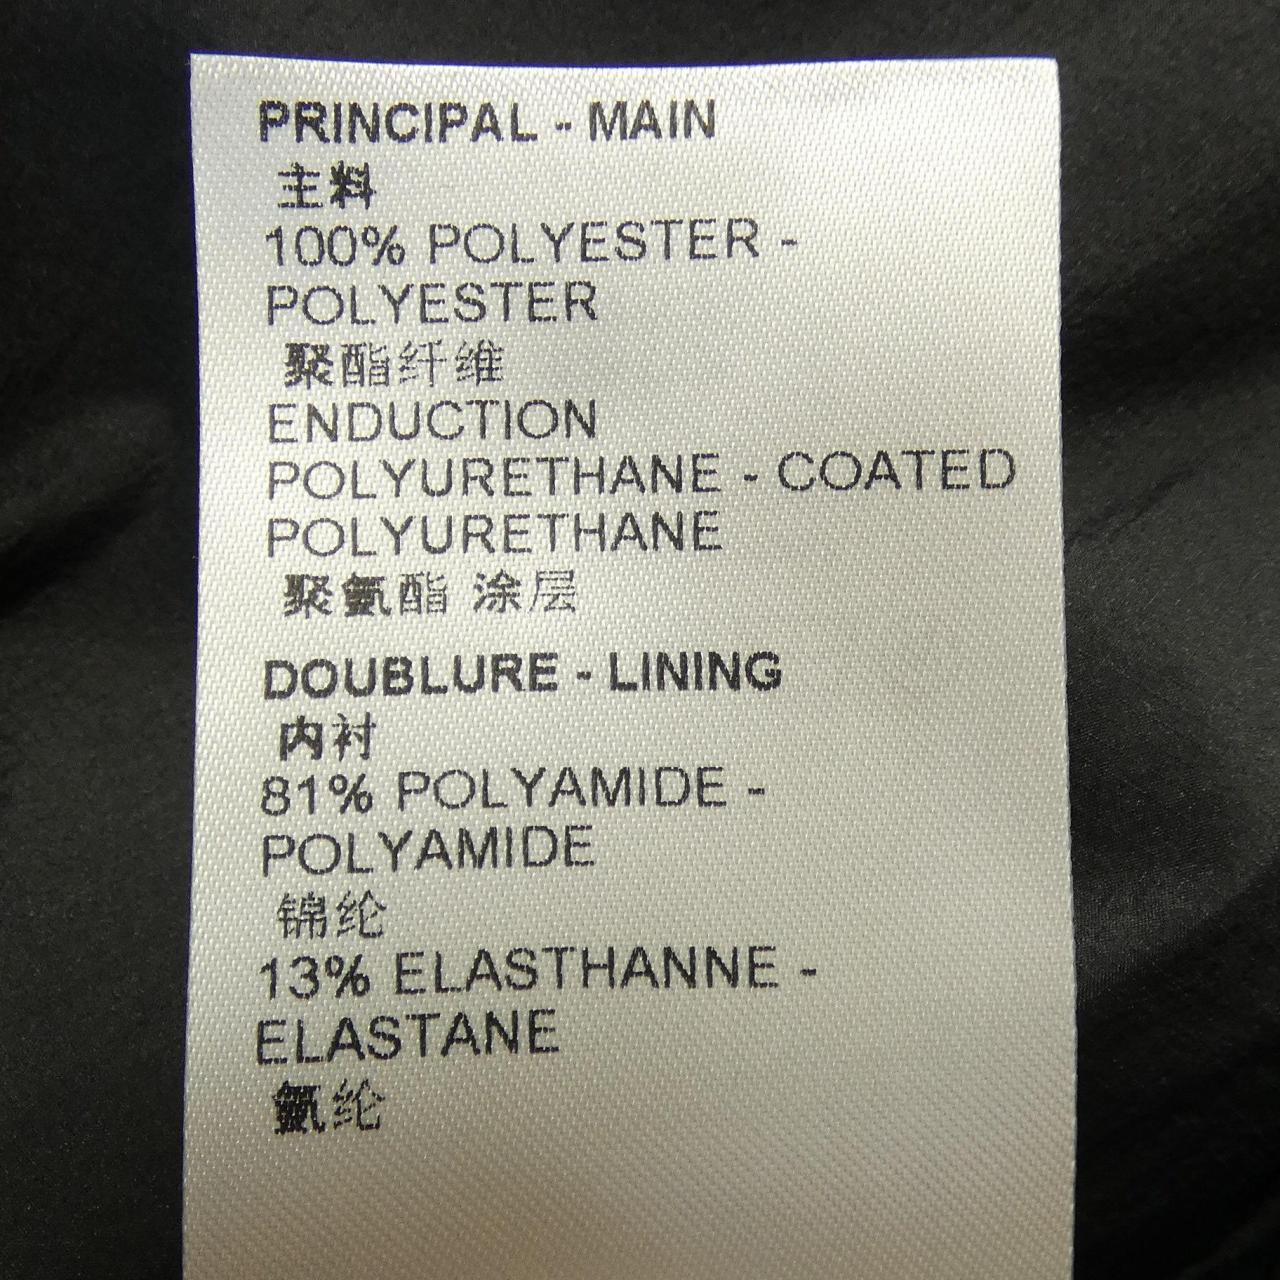 PRINCIPAL - MAIN
主料
100% POLYESTER -
POLYESTER
聚酯纤维
ENDUCTION
POLYURETHANE - COATED
POLYURETHANE
聚氨酯 涂层
DOUBLURE - LINING
内衬
81% POLYAMIDE -
POLYAMIDE
锦纶
13% ELASTHANNE -
ELASTANE
氨纶